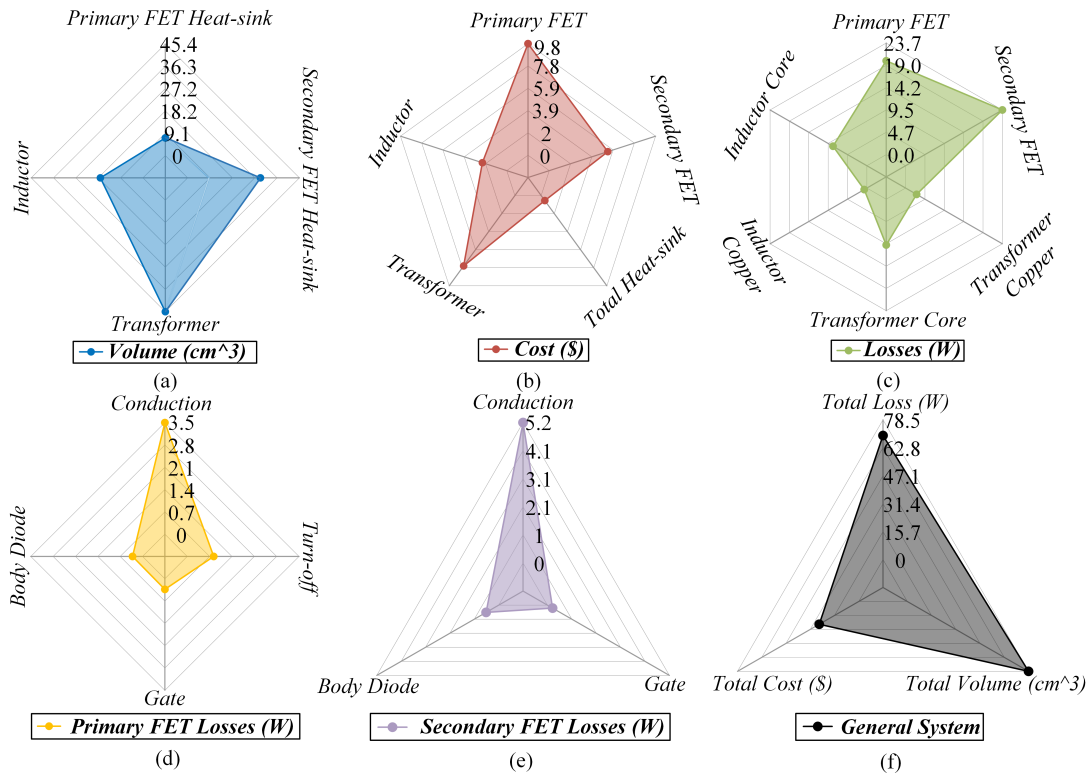 Primary FET Heat-sink
45.4
36.3
27.2
18.2
9.1
0
Inductor
Secondary FET Heat-sink
Transformer
Volume (cm^3)
(a)
Primary FET
9.8
7.8
5.9
3.9
2
0
Inductor
Secondary FET
Transformer
Total Heat-sink
Cost ($)
(b)
Primary FET
23.7
19.0
14.2
9.5
4.7
0.0
Inductor Core
Secondary FET
Inductor
Copper
Transformer
Copper
Transformer Core
Losses (W)
(c)
Conduction
3.5
2.8
2.1
1.4
0.7
0
Body Diode
Turn-off
Gate
Primary FET Losses (W)
(d)
Conduction
5.2
4.1
3.1
2.1
1
0
Body Diode
Gate
Secondary FET Losses (W)
(e)
Total Loss (W)
78.5
62.8
47.1
31.4
15.7
0
Total Cost ($)
Total Volume (cm^3)
General System
(f)